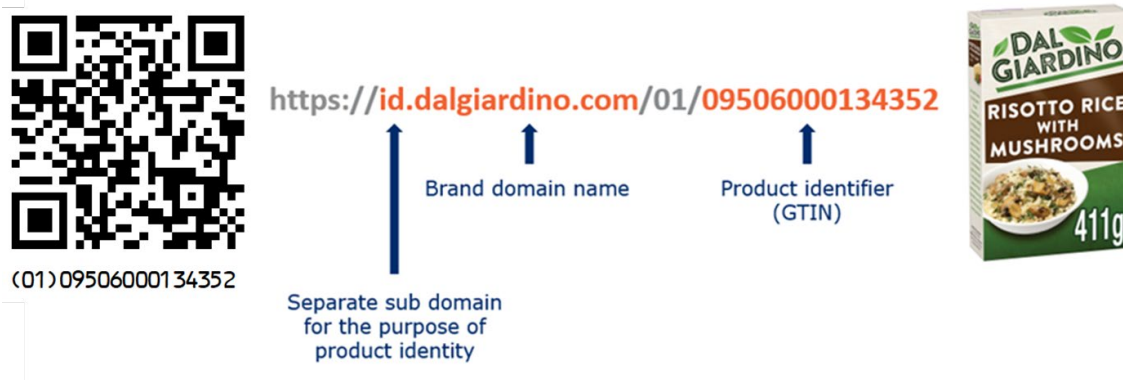 https://id.dalgiardino.com/01/09506000134352
Brand domain name
Product identifier
(GTIN)
(01)09506000134352
Separate sub domain
for the purpose of
product identity
DAL
GIARDINO
RISOTTO RICE
WITH
MUSHROOMS
411g